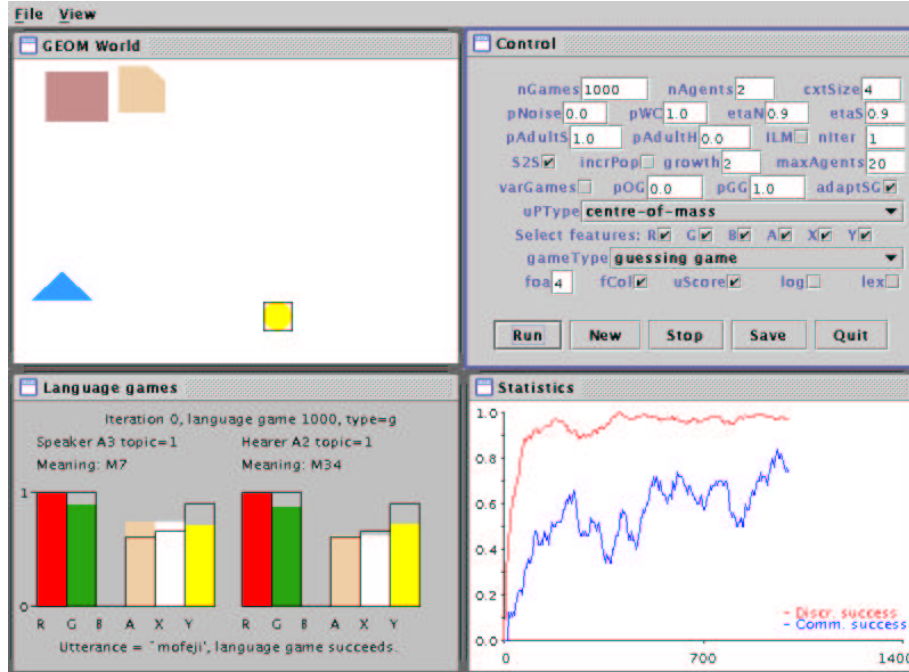 File View
GEOM World
Control
nGames 1000 nAgents 2 cxtSize 4
pNoise 0.0 pWC 1.0 etaN 0.9 etaS 0.9
pAdultS 1.0 pAdultH 0.0 ILM nIter 1
S2S incrPop growth 2 maxAgents 20
varGames pOG 0.0 pGG 1.0 adaptSG
uPType centre-of-mass
Select features: R G B A X Y
gameType guessing game
foa 4 fCol uScore log lex
Run New Stop Save Quit
Language games
Iteration 0, language game 1000, type=g
Speaker A3 topic=1 Hearer A2 topic=1
Meaning: M7 Meaning: M34
1
0
R G B A X Y R G B A X Y
Utterance = `mofeji', language game succeeds.
Statistics
1.0
0.8
0.6
0.4
0.2
0.0
0 700 1400
Discr. success
Comm. success